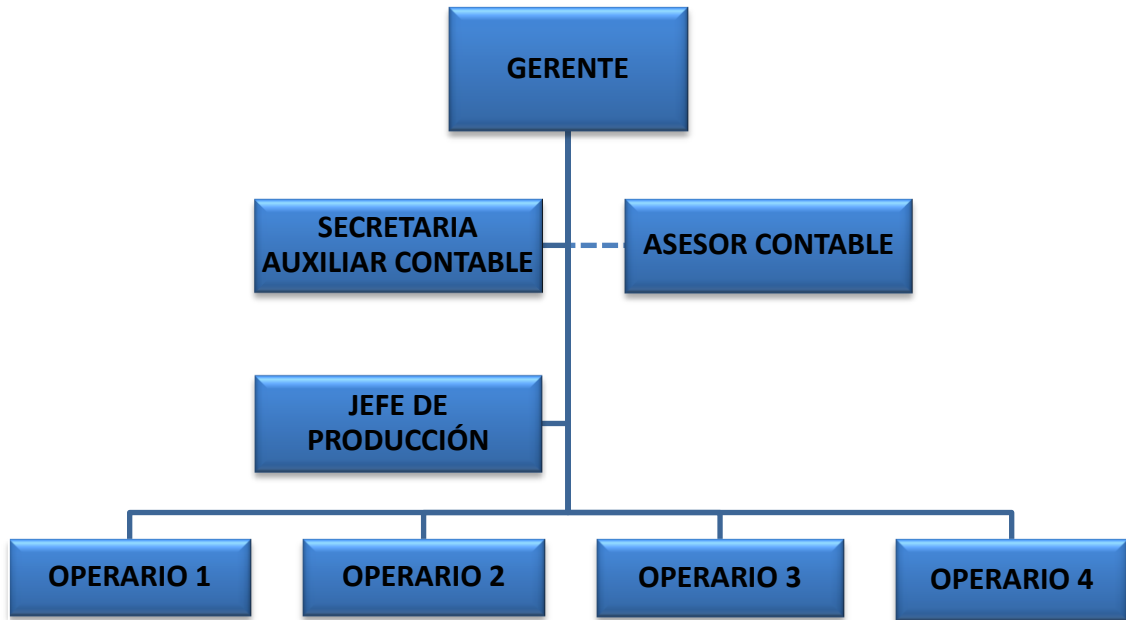 GERENTE
SECRETARIA
AUXILIAR CONTABLE
ASESOR CONTABLE
JEFE DE
PRODUCCIÓN
OPERARIO 1
OPERARIO 2
OPERARIO 3
OPERARIO 4